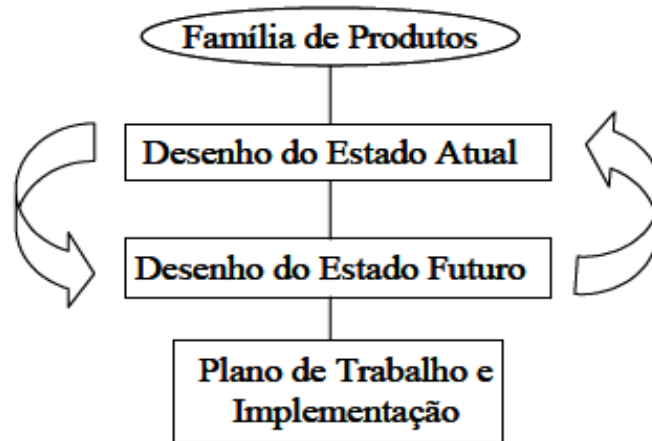 Família de Produtos
Desenho do Estado Atual
Desenho do Estado Futuro
Plano de Trabalho e
Implementação